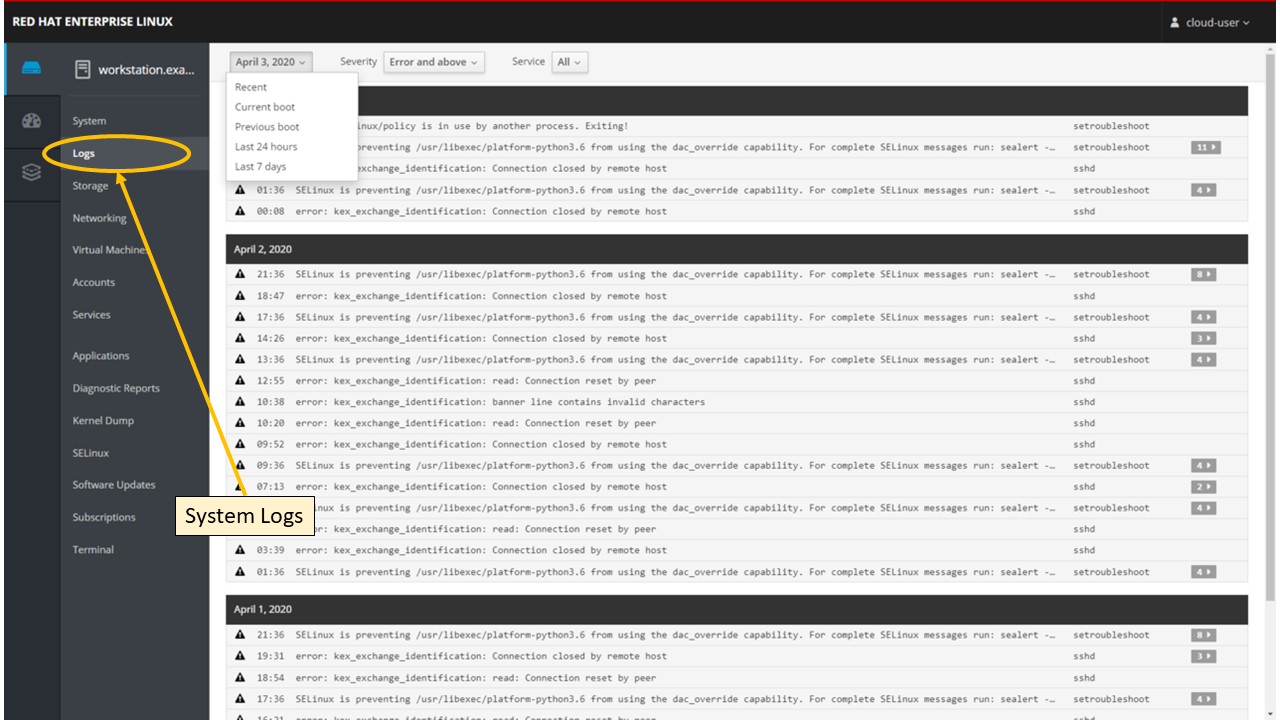 RED HAT ENTERPRISE LINUX
cloud-user
workstation.exa...
System
Logs
Storage
Networking
Virtual Machines
Accounts
Services
Applications
Diagnostic Reports
Kernel Dump
SELinux
Software Updates
Subscriptions
Terminal
System Logs
April 3, 2020 Severity Error and above Service All
Recent
Current boot
Previous boot
Last 24 hours
Last 7 days
/policy is in use by another process. Exiting! setroubleshoot
preventing /usr/libexec/platform-python3.6 from using the dac_override capability. For complete SELinux messages run: sealert -… setroubleshoot 11
kex_exchange_identification: Connection closed by remote host sshd
01:36 SELinux is preventing /usr/libexec/platform-python3.6 from using the dac_override capability. For complete SELinux messages run: sealert -… setroubleshoot 4
00:08 error: kex_exchange_identification: Connection closed by remote host sshd
April 2, 2020
21:36 SELinux is preventing /usr/libexec/platform-python3.6 from using the dac_override capability. For complete SELinux messages run: sealert -… setroubleshoot 8
18:47 error: kex_exchange_identification: Connection closed by remote host sshd
17:36 SELinux is preventing /usr/libexec/platform-python3.6 from using the dac_override capability. For complete SELinux messages run: sealert -… setroubleshoot 4
14:26 error: kex_exchange_identification: Connection closed by remote host sshd 3
13:36 SELinux is preventing /usr/libexec/platform-python3.6 from using the dac_override capability. For complete SELinux messages run: sealert -… setroubleshoot 4
12:55 error: kex_exchange_identification: read: Connection reset by peer sshd
10:38 error: kex_exchange_identification: banner line contains invalid characters sshd
10:20 error: kex_exchange_identification: read: Connection reset by peer sshd
09:52 error: kex_exchange_identification: Connection closed by remote host sshd
09:36 SELinux is preventing /usr/libexec/platform-python3.6 from using the dac_override capability. For complete SELinux messages run: sealert -… setroubleshoot 4
07:13 error: kex_exchange_identification: Connection closed by remote host sshd 2
is preventing /usr/libexec/platform-python3.6 from using the dac_override capability. For complete SELinux messages run: sealert -… setroubleshoot 4
kex_exchange_identification: read: Connection reset by peer sshd
03:39 error: kex_exchange_identification: Connection closed by remote host sshd
01:36 SELinux is preventing /usr/libexec/platform-python3.6 from using the dac_override capability. For complete SELinux messages run: sealert -… setroubleshoot 4
April 1, 2020
21:36 SELinux is preventing /usr/libexec/platform-python3.6 from using the dac_override capability. For complete SELinux messages run: sealert -… setroubleshoot 8
19:31 error: kex_exchange_identification: Connection closed by remote host sshd 3
18:54 error: kex_exchange_identification: read: Connection reset by peer sshd
17:36 SELinux is preventing /usr/libexec/platform-python3.6 from using the dac_override capability. For complete SELinux messages run: sealert -… setroubleshoot 4
16:21 error: kex_exchange_identification: read: Connection reset by peer sshd